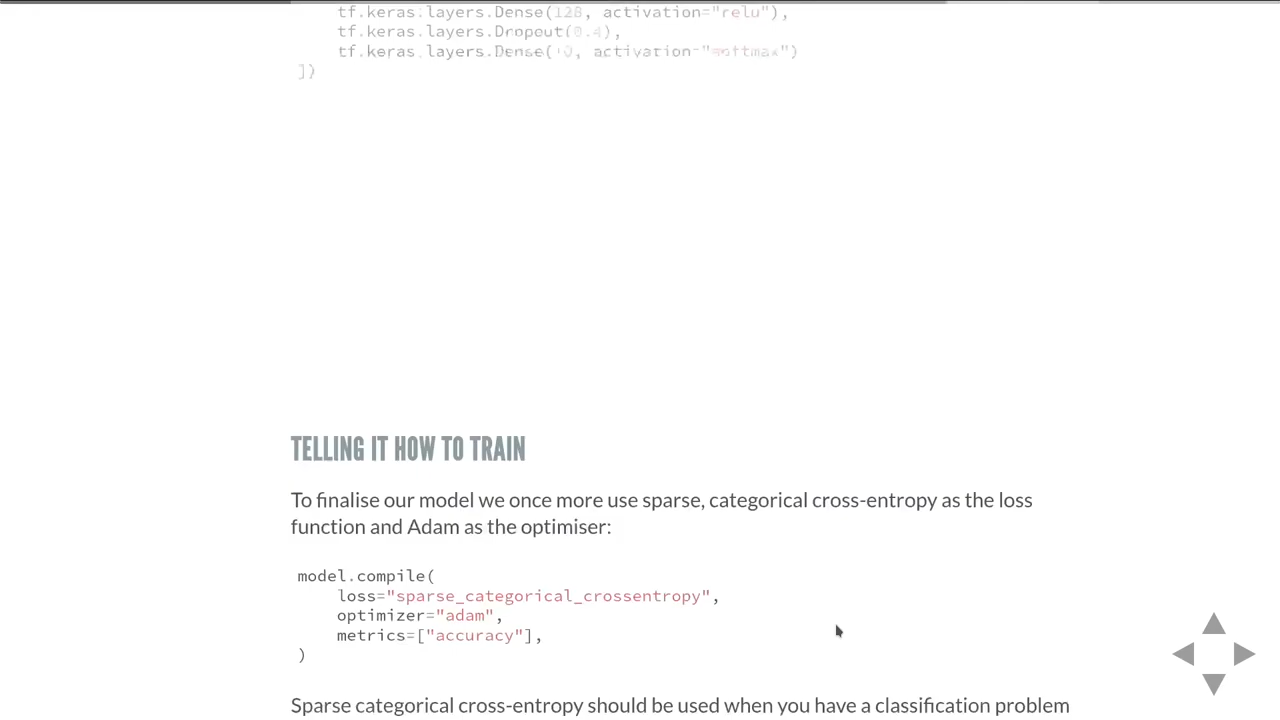 tf.keras.layers.Dense(128, activation="relu"),
tf.keras.layers.Dropout(0.4),
tf.keras.layers.Dense(10, activation="softmax")
])
TELLING IT HOW TO TRAIN
To finalise our model we once more use sparse, categorical cross-entropy as the loss
function and Adam as the optimiser:
model.compile(
loss="sparse_categorical_crossentropy",
optimizer="adam",
metrics=["accuracy"],
)
Sparse categorical cross-entropy should be used when you have a classification problem